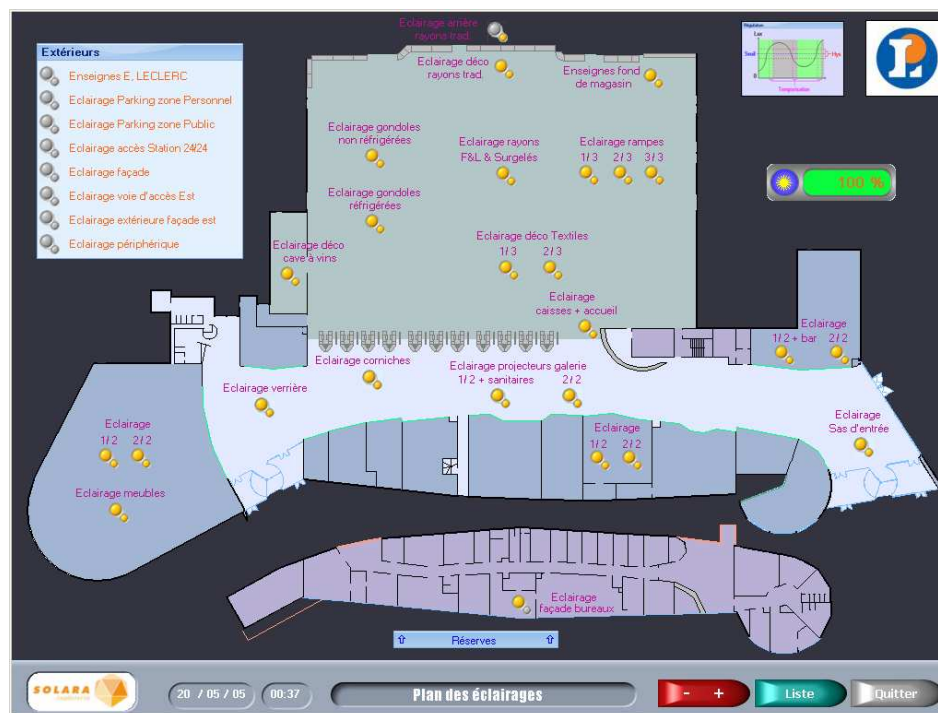 Eclairage arrière
rayons trad.
Extérieurs
Enseignes E. LECLERC
Eclairage Parking zone Personnel
Eclairage Parking zone Public
Eclairage accès Station 24/24
Eclairage façade
Eclairage voie d'accès Est
Eclairage extérieure façade est
Eclairage périphérique
Eclairage déco
rayons trad.
Enseignes fond
de magasin
Régulation
Lux
Seuil
Hys
0
Temporisation
L
Eclairage gondoles
non réfrigérées
Eclairage rayons
F&L & Surgelés
Eclairage rampes
1/3 2/3 3/3
100 %
Eclairage gondoles
réfrigérées
Eclairage déco
cave à vins
Eclairage déco Textiles
1/3 2/3
Eclairage
caisses + accueil
Eclairage
1/2 + bar 2/2
Eclairage corniches
Eclairage projecteurs galerie
1/2 + sanitaires 2/2
Eclairage verrière
Eclairage
1/2 2/2
Eclairage
1/2 2/2
Eclairage
Sas d'entrée
Eclairage meubles
Eclairage
façade bureaux
⇧ Réserves ⇧
SOLARA
20 / 05 / 05
00:37
Plan des éclairages
- +
Liste
Quitter